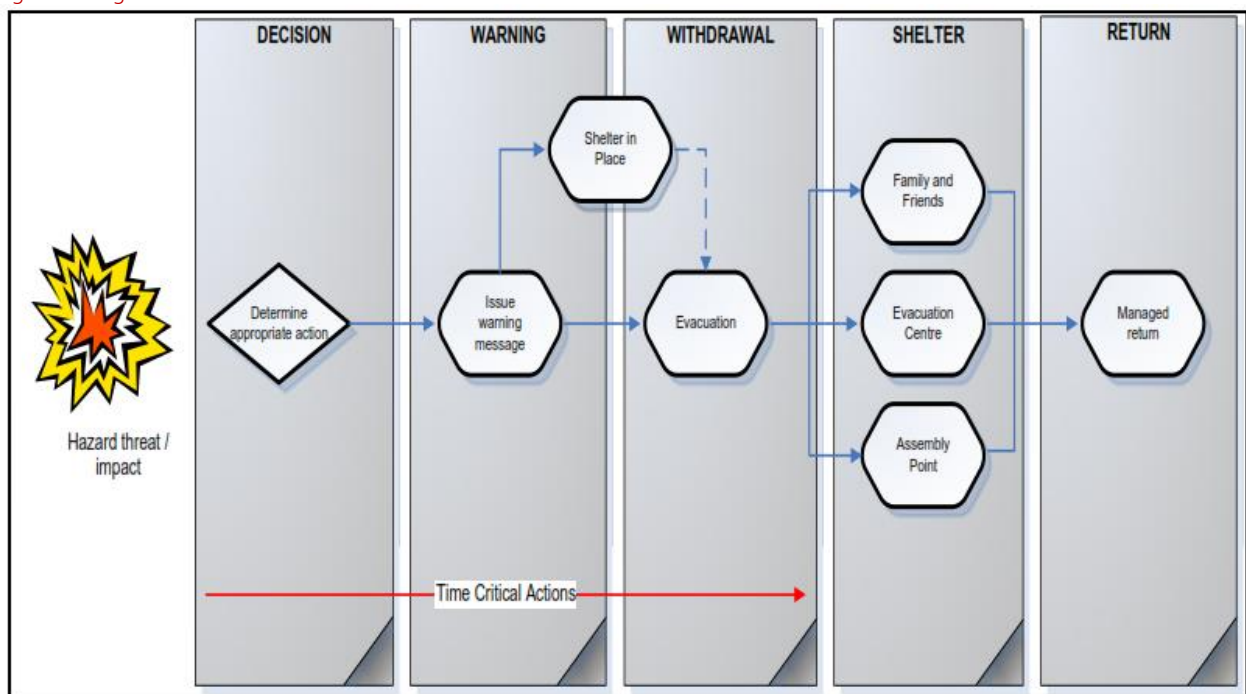 DECISION
WARNING
WITHDRAWAL
SHELTER
RETURN
Shelter in
Place
Family and
Friends
Determine
appropriate action
Issue
warning
message
Evacuation
Evacuation
Centre
Managed
return
Hazard threat /
impact
Assembly
Point
Time Critical Actions